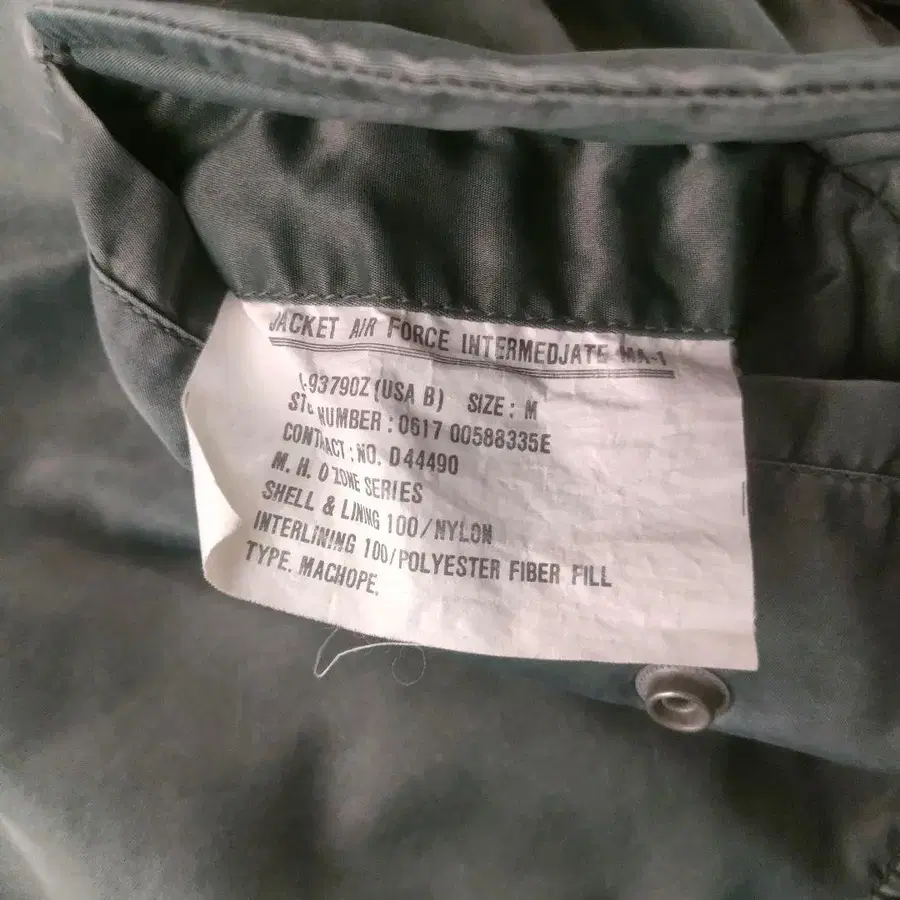 JACKET AIR FORCE INTERMEDJATE MA-1
93790Z (USA B) SIZE : M
NUMBER : 0617 00588335E
CONTRACT : NO. D44490
M. H. O ZONE SERIES
SHELL & LINING 100/NYLON
INTERLINING 100/POLYESTER FIBER FILL
TYPE. MACHOPE.